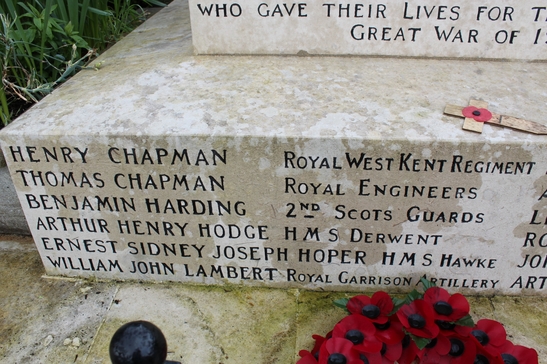 WHO GAVE THEIR LIVES FOR
GREAT WAR OF
HENRY CHAPMAN ROYAL WEST KENT REGIMENT
THOMAS CHAPMAN ROYAL ENGINEERS
BENJAMIN HARDING 2ND SCOTS GUARDS
ARTHUR HENRY HODGE HMS DERWENT
ERNEST SIDNEY JOSEPH HOPER HMS HAWKE
WILLIAM JOHN LAMBERT ROYAL GARRISON ARTILLERY